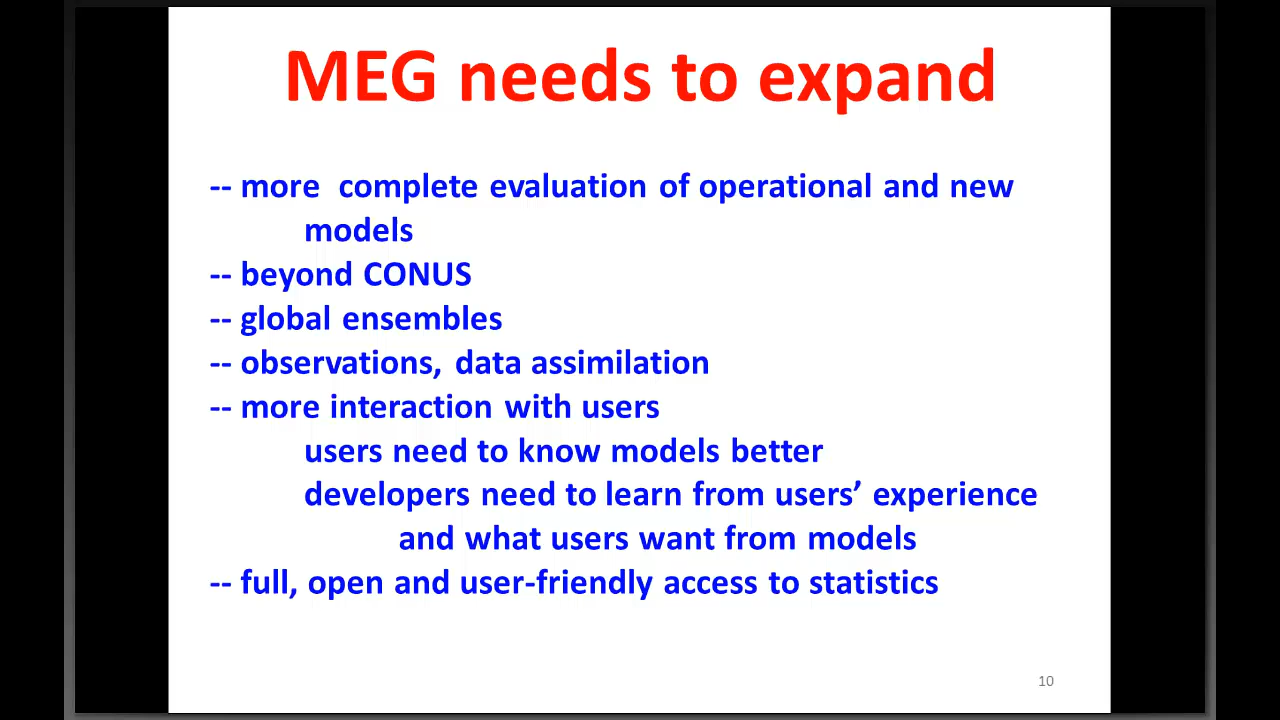 MEG needs to expand
-- more complete evaluation of operational and new
models
-- beyond CONUS
-- global ensembles
-- observations, data assimilation
-- more interaction with users
users need to know models better
developers need to learn from users’ experience
and what users want from models
-- full, open and user-friendly access to statistics
10